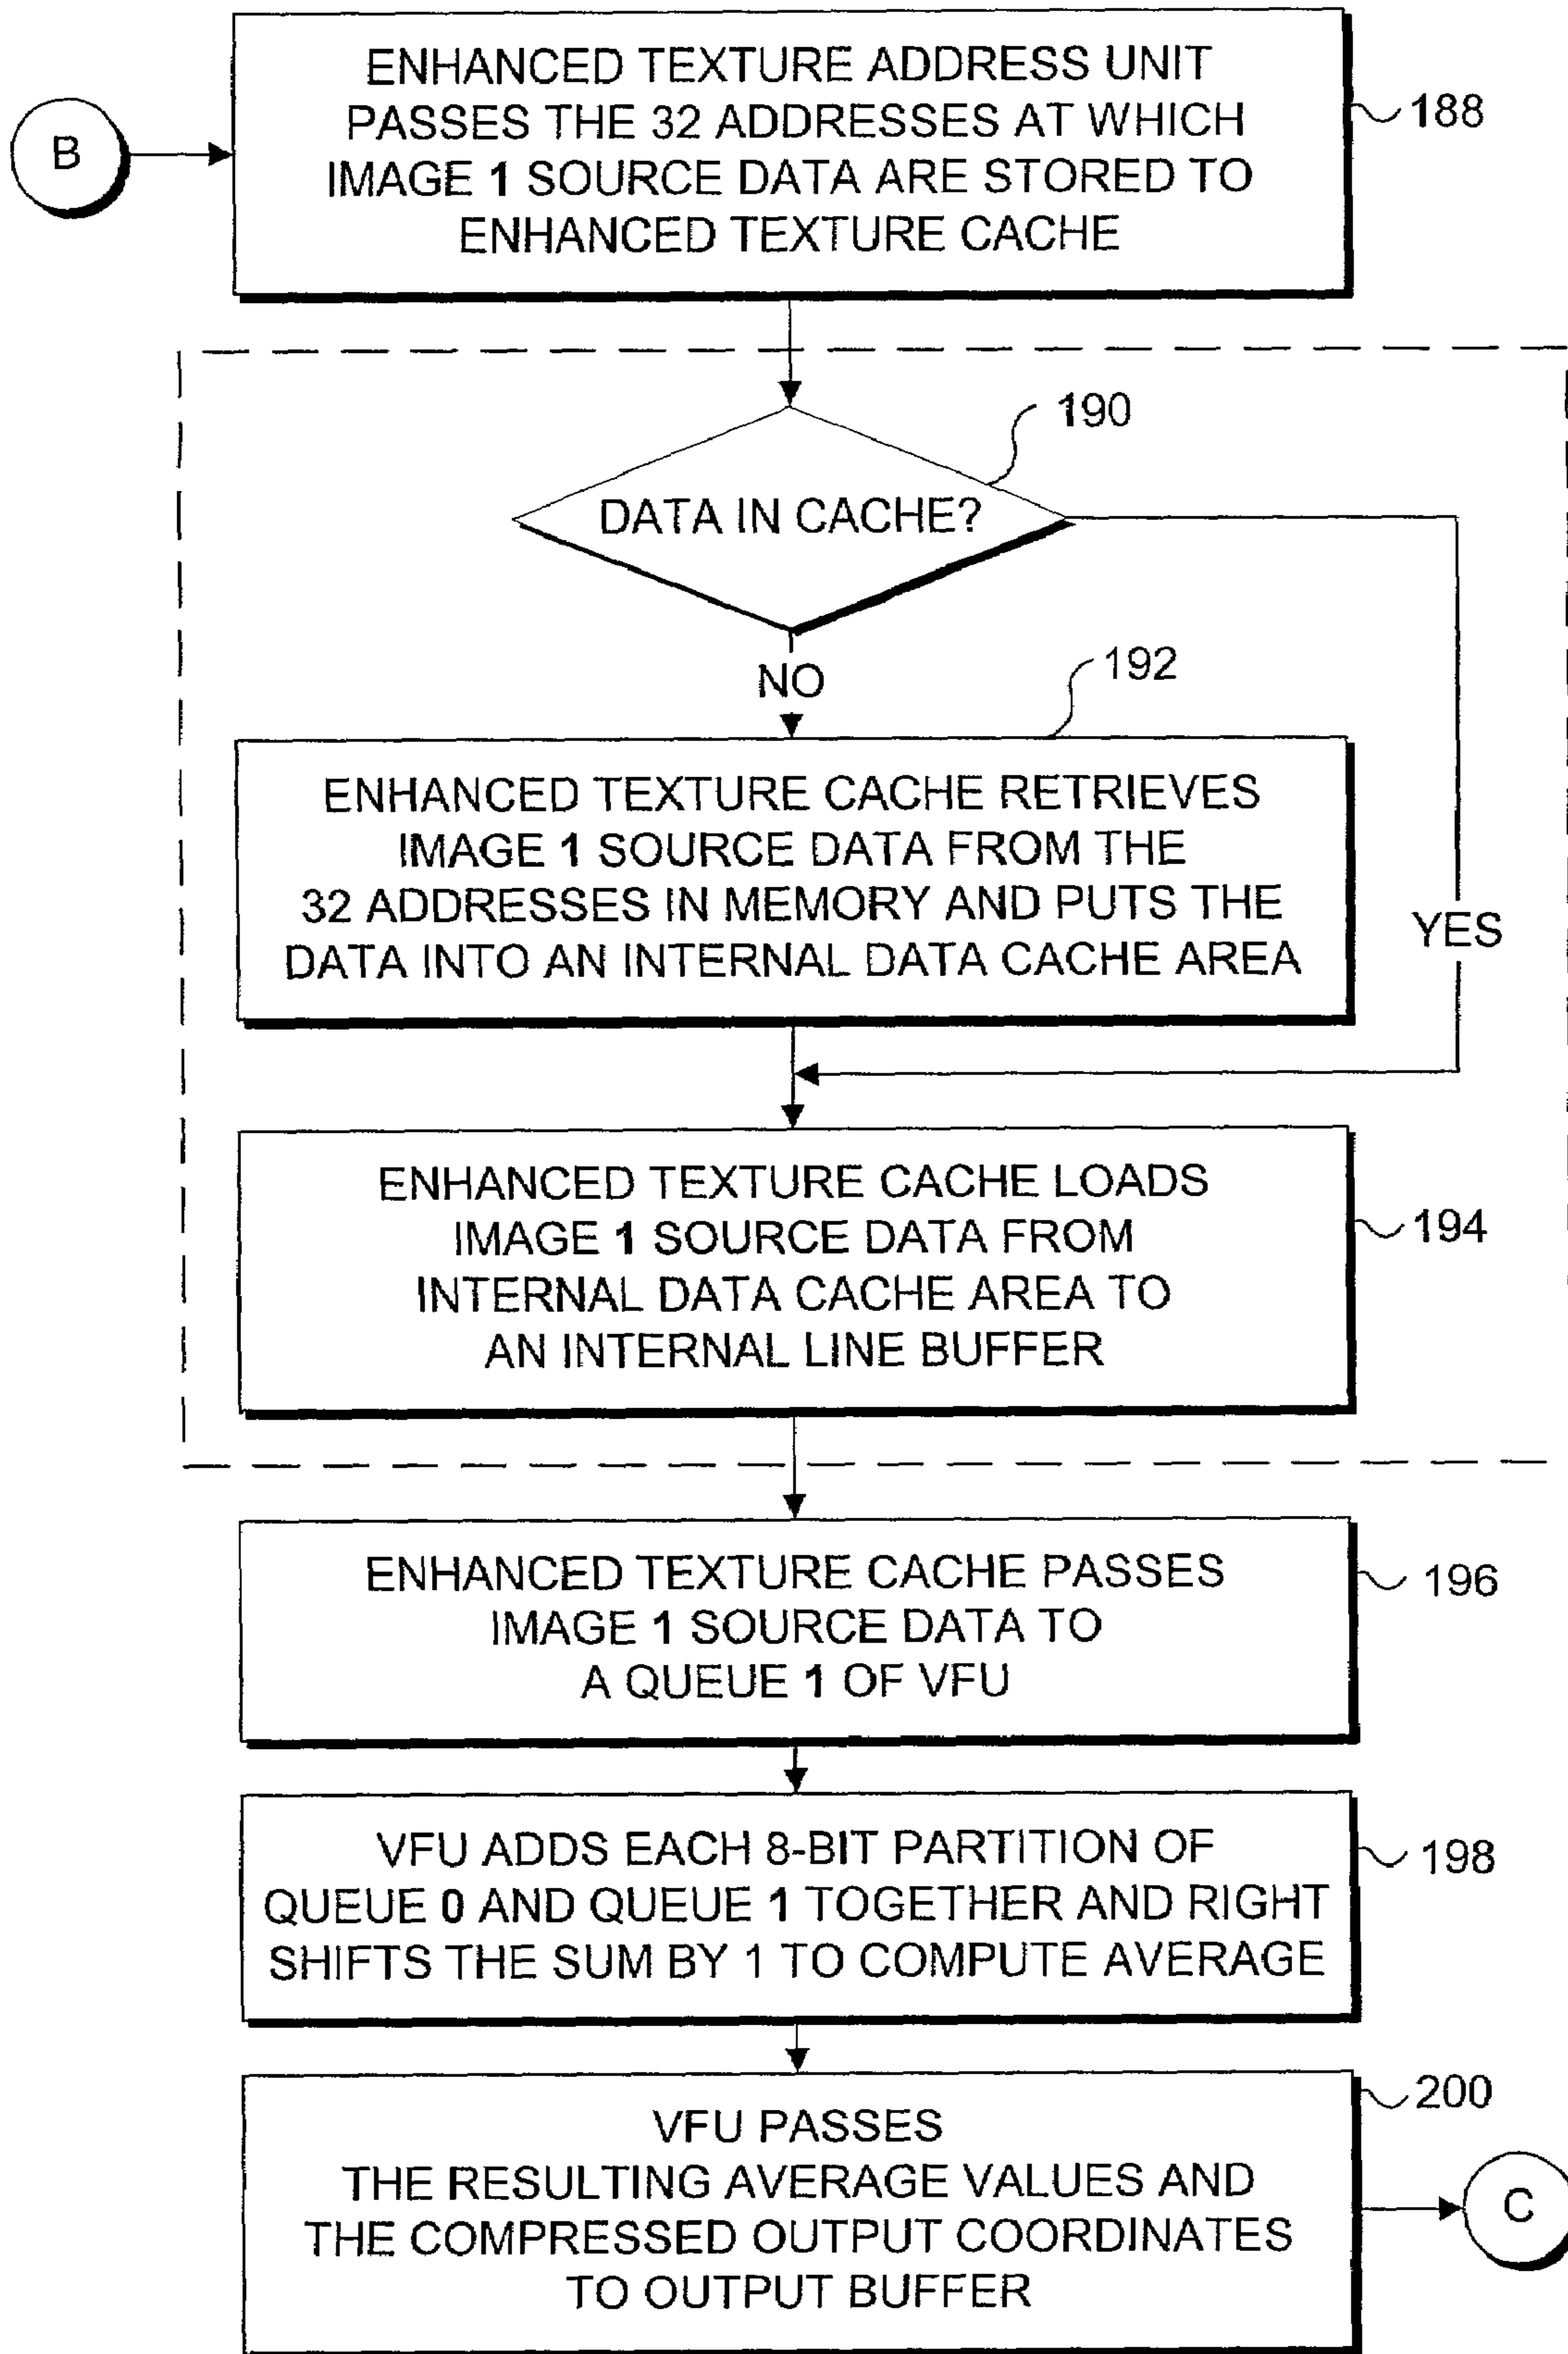 B
ENHANCED TEXTURE ADDRESS UNIT
PASSES THE 32 ADDRESSES AT WHICH
IMAGE 1 SOURCE DATA ARE STORED TO
ENHANCED TEXTURE CACHE
188
190
DATA IN CACHE?
NO
192
ENHANCED TEXTURE CACHE RETRIEVES
IMAGE 1 SOURCE DATA FROM THE
32 ADDRESSES IN MEMORY AND PUTS THE
DATA INTO AN INTERNAL DATA CACHE AREA
YES
ENHANCED TEXTURE CACHE LOADS
IMAGE 1 SOURCE DATA FROM
INTERNAL DATA CACHE AREA TO
AN INTERNAL LINE BUFFER
194
ENHANCED TEXTURE CACHE PASSES
IMAGE 1 SOURCE DATA TO
A QUEUE 1 OF VFU
196
VFU ADDS EACH 8-BIT PARTITION OF
QUEUE 0 AND QUEUE 1 TOGETHER AND RIGHT
SHIFTS THE SUM BY 1 TO COMPUTE AVERAGE
198
VFU PASSES
THE RESULTING AVERAGE VALUES AND
THE COMPRESSED OUTPUT COORDINATES
TO OUTPUT BUFFER
200
C